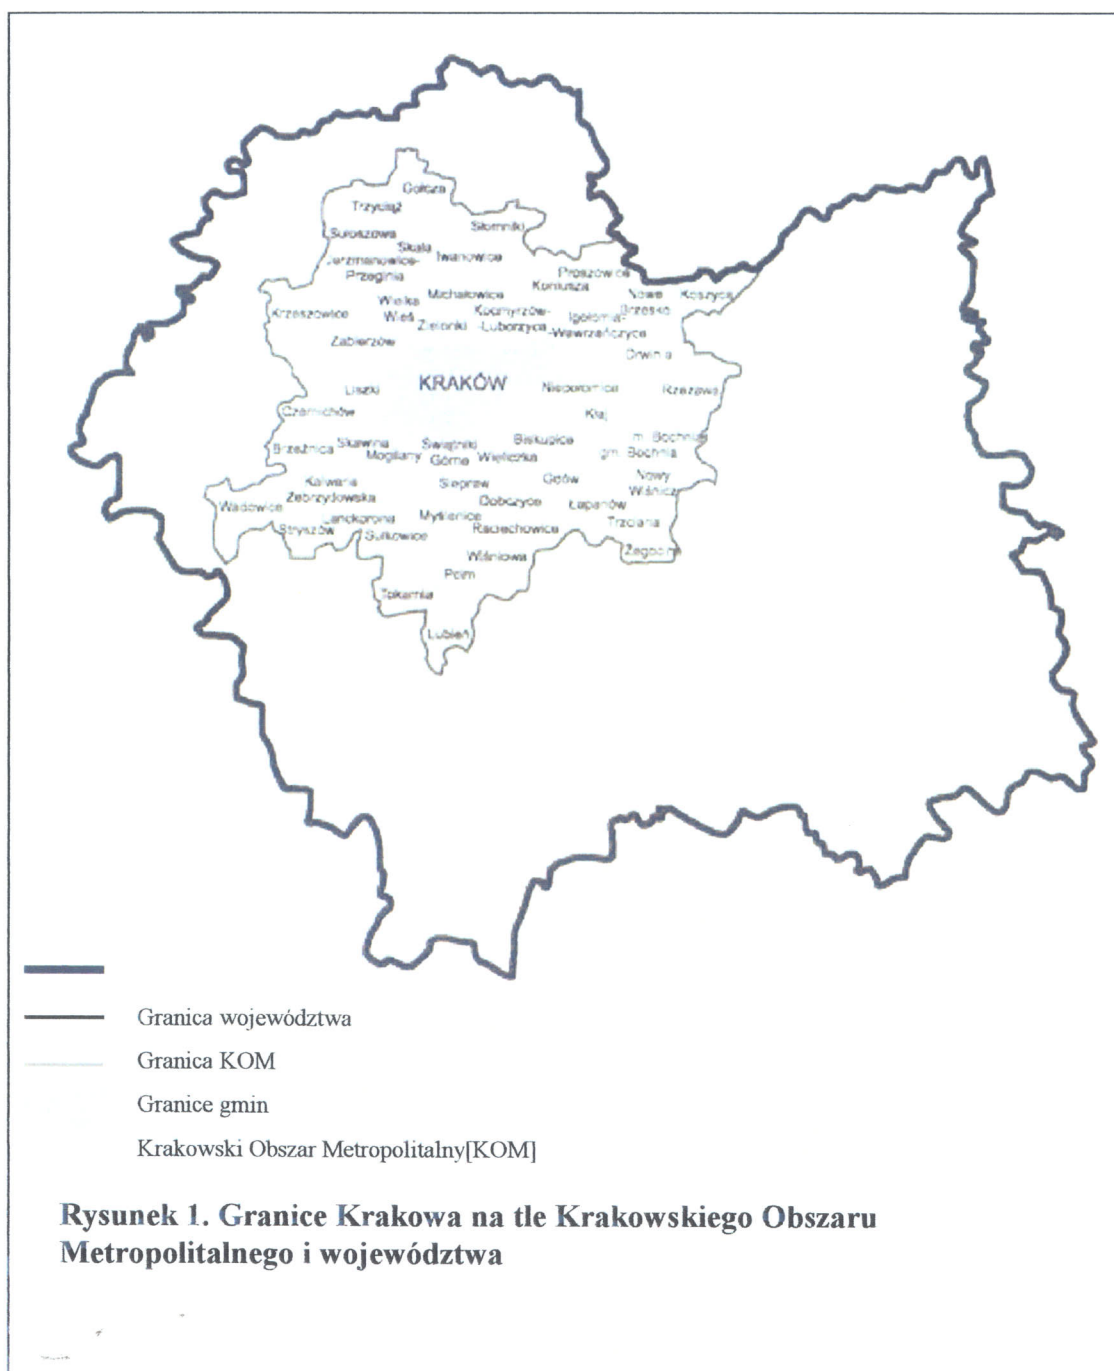 Gołcza
Trzyciąż
Słomniki
Sułoszowa
Skała
Iwanowice
Jerzmanowice-
Przeginia
Proszowice
Koniusza
Michałowice
Nowe
Brzesko
Koszyce
Wielka
Wieś
Krzeszowice
Kocmyrzów-
-Luborzyca
Igołomia-
-Wawrzeńczyce
Zielonki
Zabierzów
Drwinia
KRAKÓW
Liszki
Niepołomice
Rzezawa
Czernichów
Kłaj
Brzeźnica
Skawina
Mogilany
Świątniki
Górne
Wieliczka
Biskupice
m. Bochnia
gm. Bochnia
Kalwaria
Zebrzydowska
Siepraw
Gdów
Nowy
Wiśnicz
Wadowice
Dobczyce
Łapanów
Stryszów
Lanckorona
Sułkowice
Myślenice
Raciechowice
Trzciana
Wiśniowa
Żegocina
Pcim
Tokarnia
Lubień
Granica województwa
Granica KOM
Granice gmin
Krakowski Obszar Metropolitalny[KOM]
Rysunek 1. Granice Krakowa na tle Krakowskiego Obszaru
Metropolitalnego i województwa